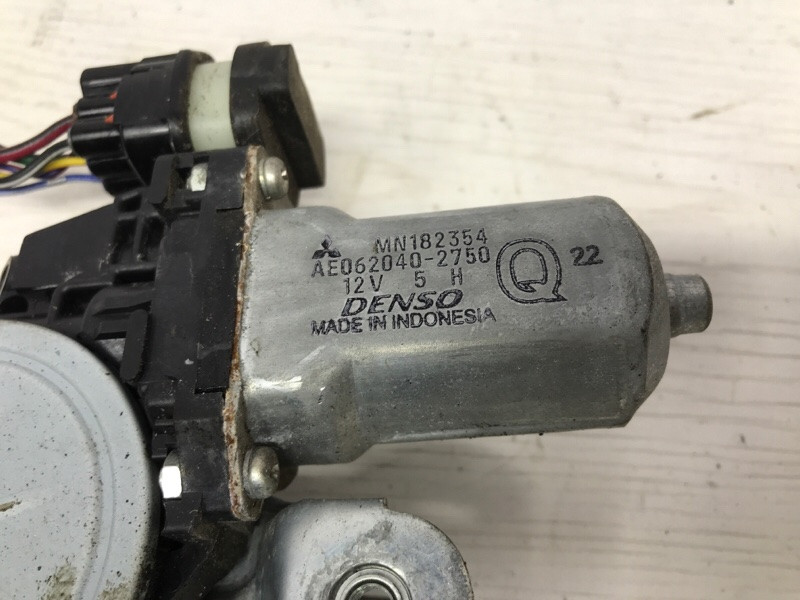 MN182354
AE062040-2750
12V 5 H
DENSO
MADE IN INDONESIA
Q 22